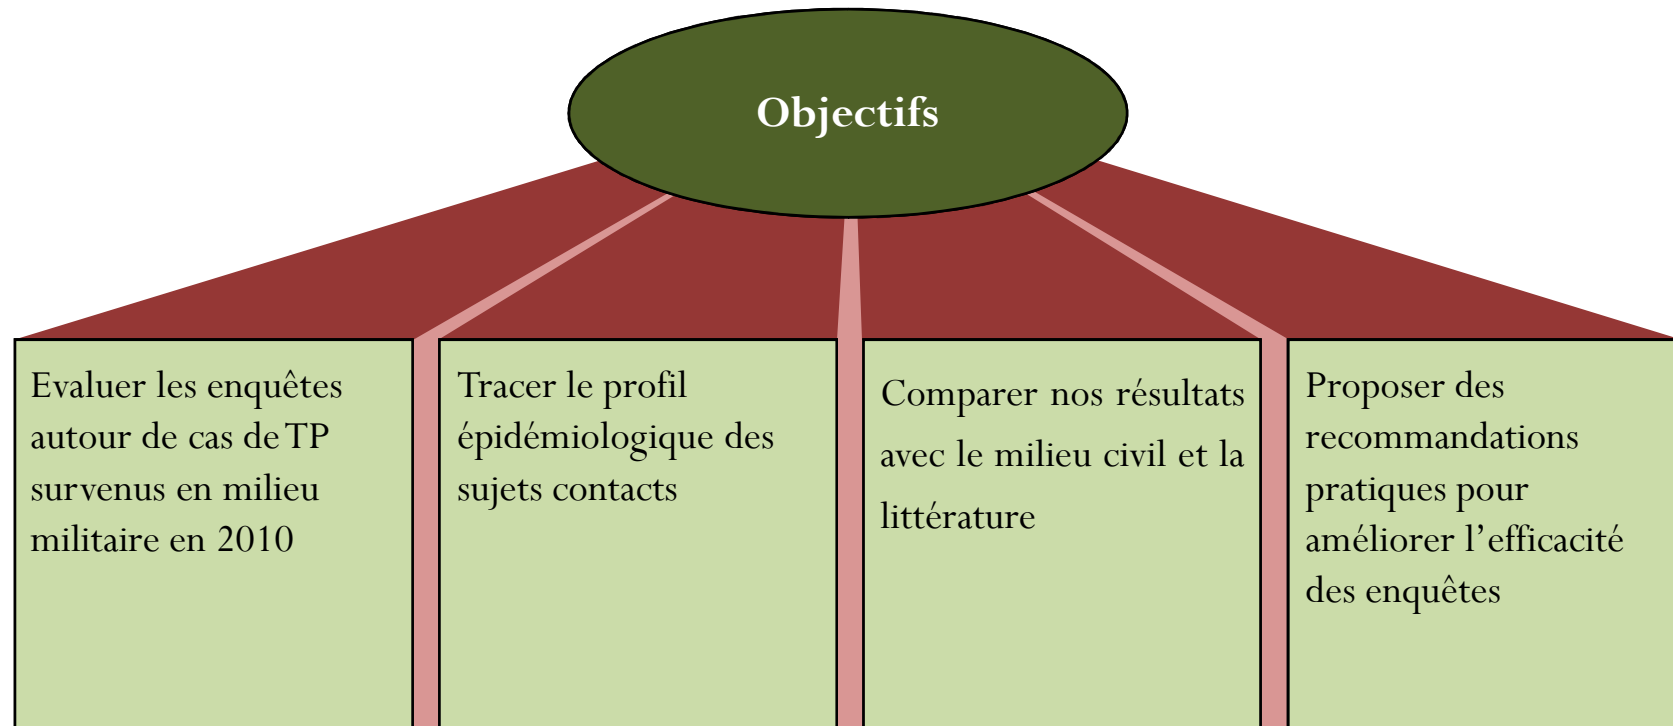 Objectifs
Evaluer les enquêtes
autour de cas de TP
survenus en milieu
militaire en 2010
Tracer le profil
épidémiologique des
sujets contacts
Comparer nos résultats
avec le milieu civil et la
littérature
Proposer des
recommandations
pratiques pour
améliorer l’efficacité
des enquêtes